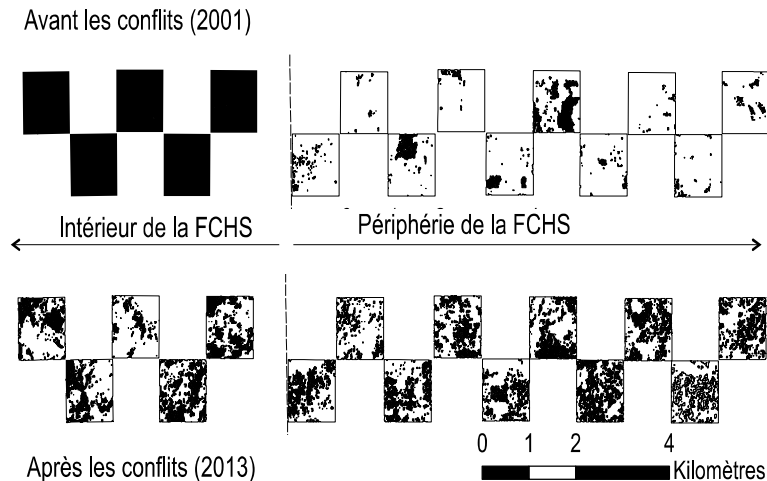 Avant les conflits (2001)
Intérieur de la FCHS
Périphérie de la FCHS
Après les conflits (2013)
0 1 2 4
Kilomètres